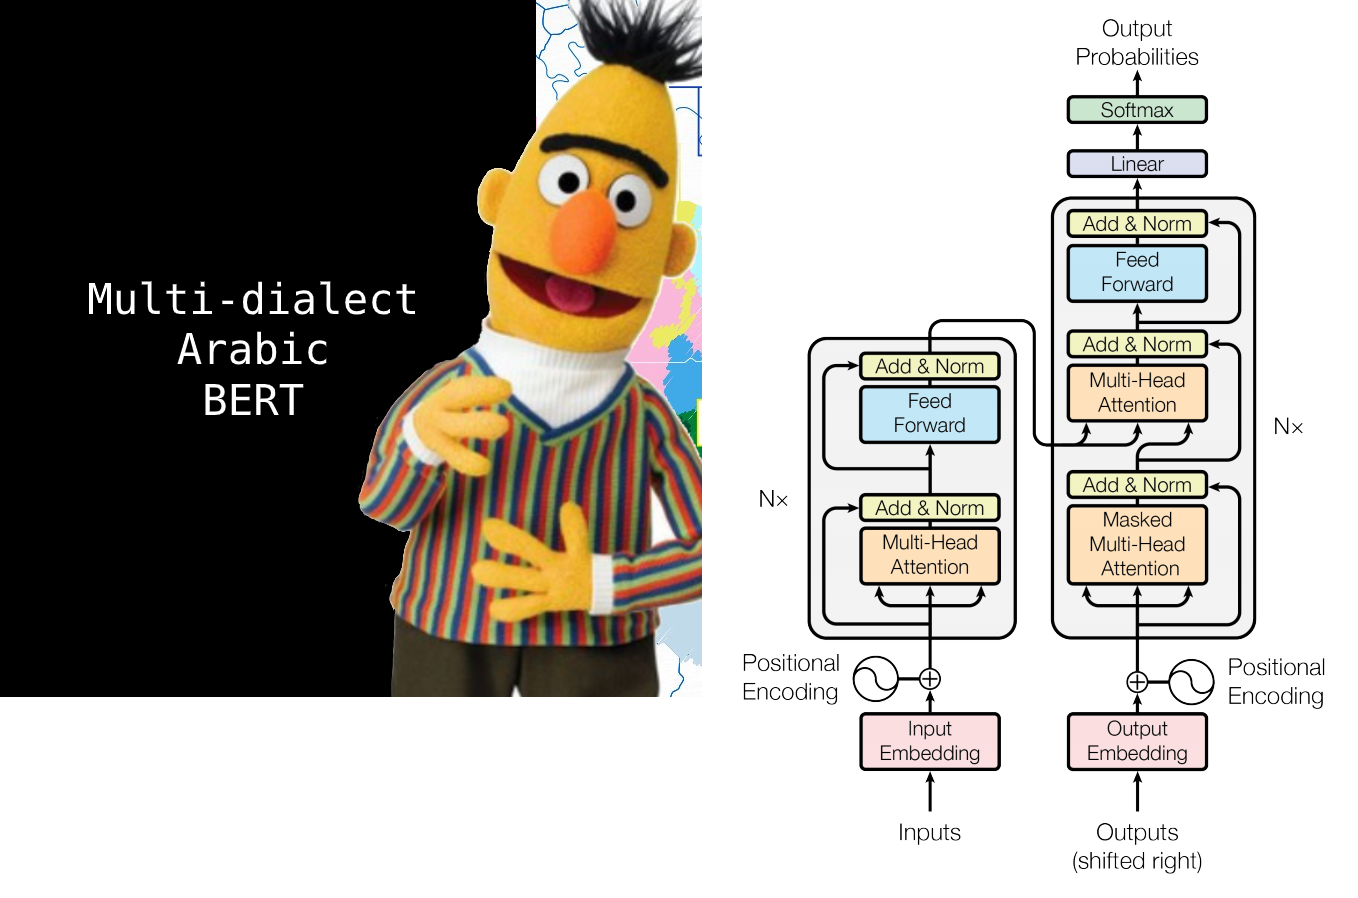 Multi-dialect
Arabic
BERT
Output
Probabilities
Softmax
Linear
Add & Norm
Feed
Forward
Add & Norm
Multi-Head
Attention
Add & Norm
Masked
Multi-Head
Attention
N×
Positional
Encoding
Output
Embedding
Outputs
(shifted right)
Add & Norm
Feed
Forward
Add & Norm
Multi-Head
Attention
N×
Positional
Encoding
Input
Embedding
Inputs